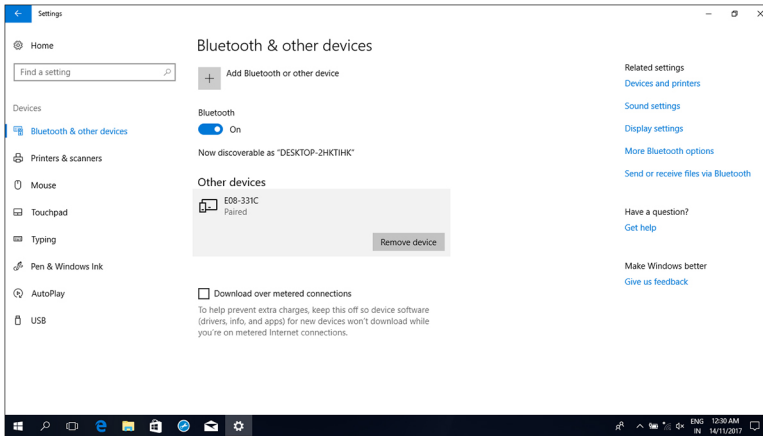 Settings
Home
Find a setting
Devices
Bluetooth & other devices
Printers & scanners
Mouse
Touchpad
Typing
Pen & Windows Ink
AutoPlay
USB
Bluetooth & other devices
Add Bluetooth or other device
Bluetooth
On
Now discoverable as "DESKTOP-2HKTIHK"
Other devices
E08-331C
Paired
Remove device
Download over metered connections
To help prevent extra charges, keep this off so device software
(drivers, info, and apps) for new devices won't download while
you're on metered Internet connections.
Related settings
Devices and printers
Sound settings
Display settings
More Bluetooth options
Send or receive files via Bluetooth
Have a question?
Get help
Make Windows better
Give us feedback
ENG
IN
12:30 AM
14/11/2017